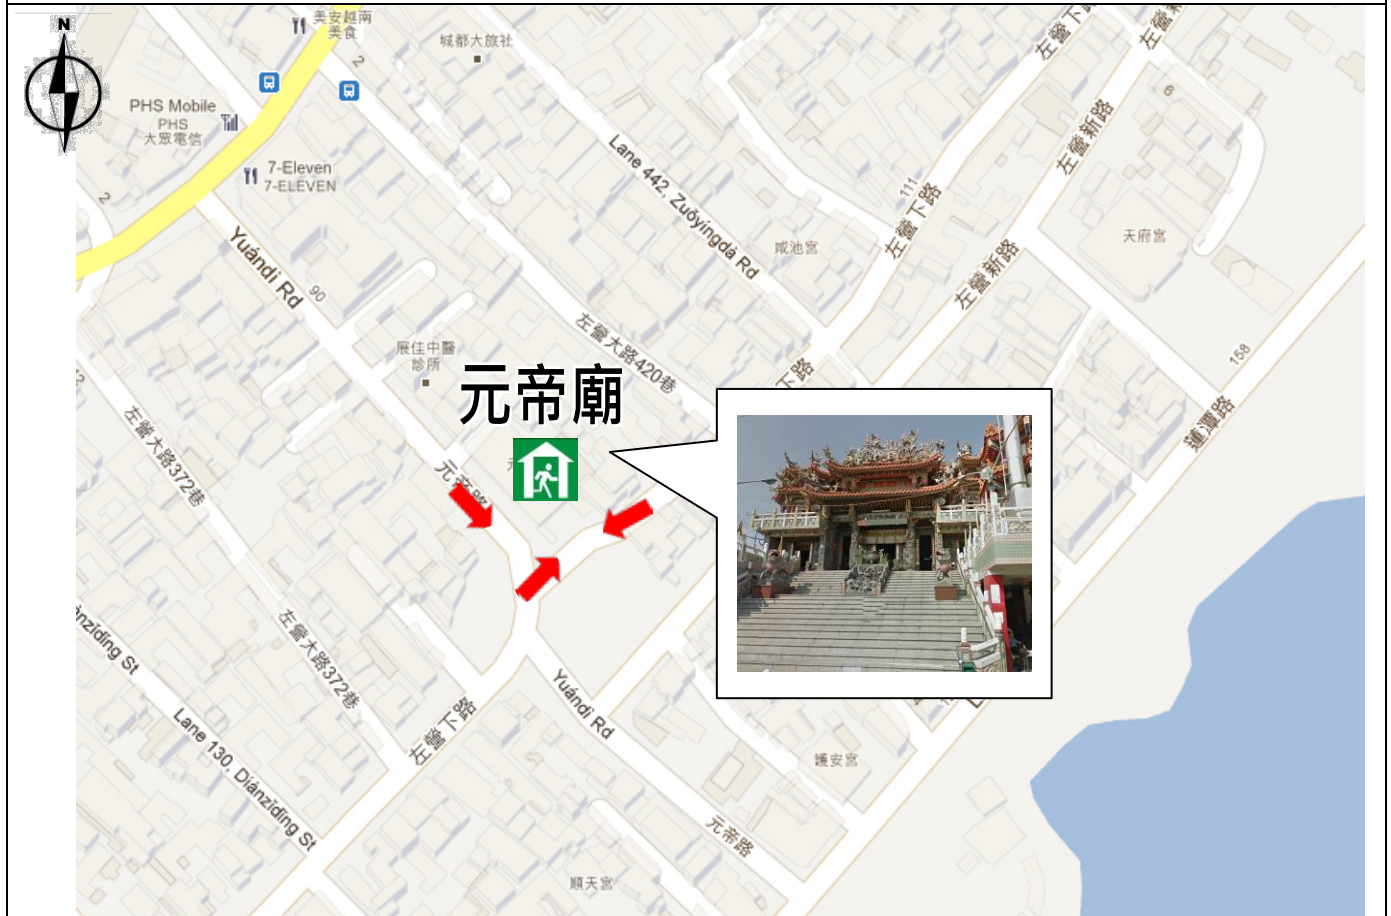 N
美安越南
美食
城都大旅社
2
左營下路
左營新路
PHS Mobile
PHS
大眾電信
6
7-Eleven
7-ELEVEN
2
Lane 442, Zuǒyíngdà Rd
111
左營下路
左營新路
咸池宮
天府宮
Yuándì Rd
90
左營新路
左營大路420巷
展佳中醫
診所
158
下路
元帝廟
蓮潭路
左營大路372巷
元帝路
左營大路372巷
Yuándì Rd
Lane 130, Diànzǐdǐng St
左營下路
護安宮
元帝路
順天宮